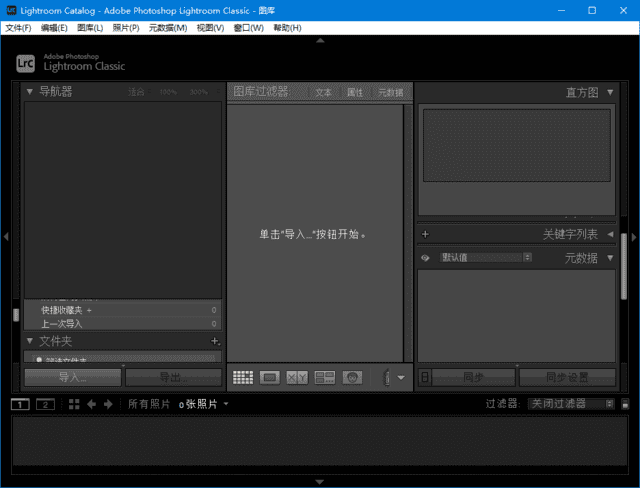 Lightroom Catalog - Adobe Photoshop Lightroom Classic - 图库
文件(F) 编辑(E) 图库(L) 照片(P) 元数据(M) 视图(V) 窗口(W) 帮助(H)
LrC
Adobe Photoshop
Lightroom Classic
导航器 适合 100% 300%
图库过滤器 文本 属性 元数据
直方图
单击"导入..."按钮开始。
关键字列表
默认值 元数据
快捷收藏夹 + 0
上一次导入 0
文件夹
导入... 导出...
XY
同步 同步设置
1 2 所有照片 0张照片 过滤器: 关闭过滤器